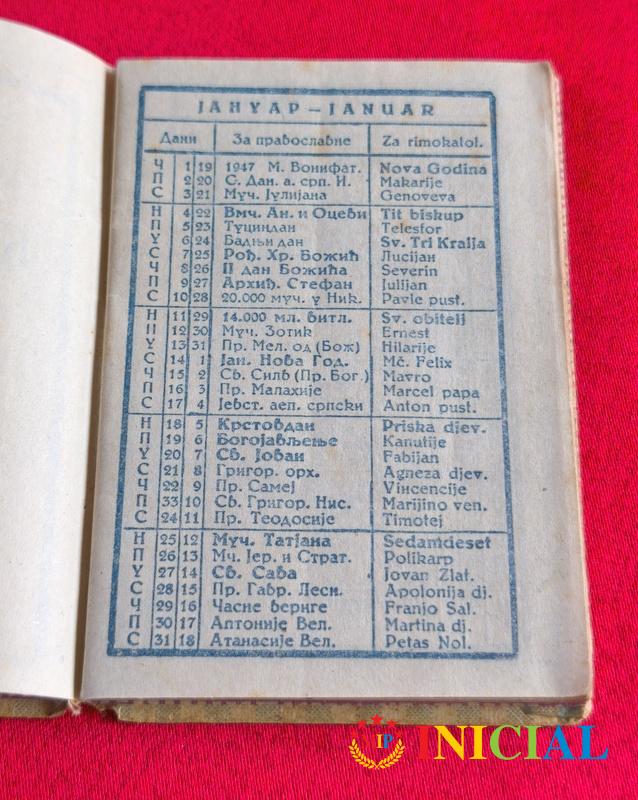 ЈАНУАР – JANUAR
Дани За православне Za rimokatol.
Ч 1 19 1947 М. Вонифат. Nova Godina
П 2 20 С. Дан. а. срп. И. Makarije
С 3 21 Муч. Јулијана Genoveva
Н 4 22 Вмч. Ан. и Оцеви Tit biskup
П 5 23 Туциндан Telesfor
У 6 24 Бадњи дан Sv. Tri Kralja
С 7 25 Рођ. Хр. Божић Лucijan
Ч 8 26 II дан Божића Severin
П 9 27 Архиђ. Стефан Julijan
С 10 28 20.000 муч. у Ник. Pavle pust.
Н 11 29 14.000 мл. витл. Sv. obitelj
П 12 30 Муч. Зотик Ernest
У 13 31 Пр. Мел. од (Бож) Hilarije
С 14 1 Јан. Нова Год. Mč. Felix
Ч 15 2 Св. Силв (Пр. Бог.) Mavro
П 16 3 Пр. Малахије Marcel papa
С 17 4 Јевст. аеп. српски Anton pust.
Н 18 5 Крстовдан Priska djev.
П 19 6 Богојављење Kanutije
У 20 7 Св. Јован Fabijan
С 21 8 Григор. орх. Agneza djev.
Ч 22 9 Пр. Самеј Vincencije
П 33 10 Св. Григор. Нис. Marijino ven.
С 24 11 Пр. Теодосије Timotej
Н 25 12 Муч. Татјана Sedamdeset
П 26 13 Мч. Јер. и Страт. Polikarp
У 27 14 Св. Сава Jovan Zlat.
С 28 15 Пр. Гавр. Лесн. Apolonija dj.
Ч 29 16 Часне вериге Franjo Sal.
П 30 17 Антоније Вел. Martina dj.
С 31 18 Атанасије Вел. Petas Nol.
IP INICIAL